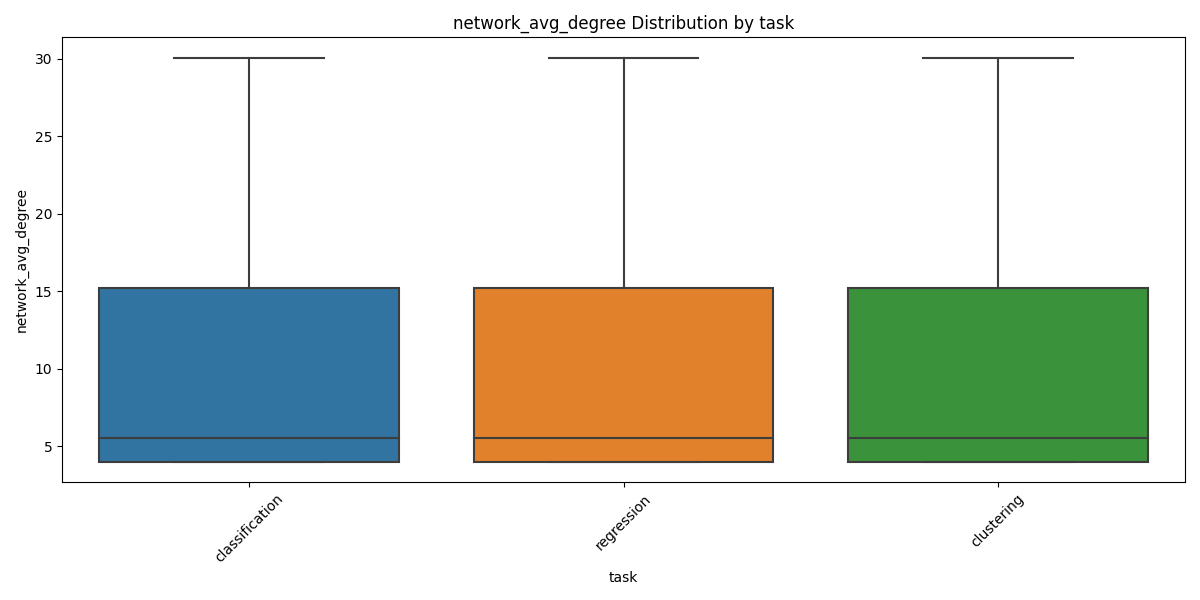 network_avg_degree Distribution by task
network_avg_degree
30
25
20
15
10
5
classification
regression
clustering
task